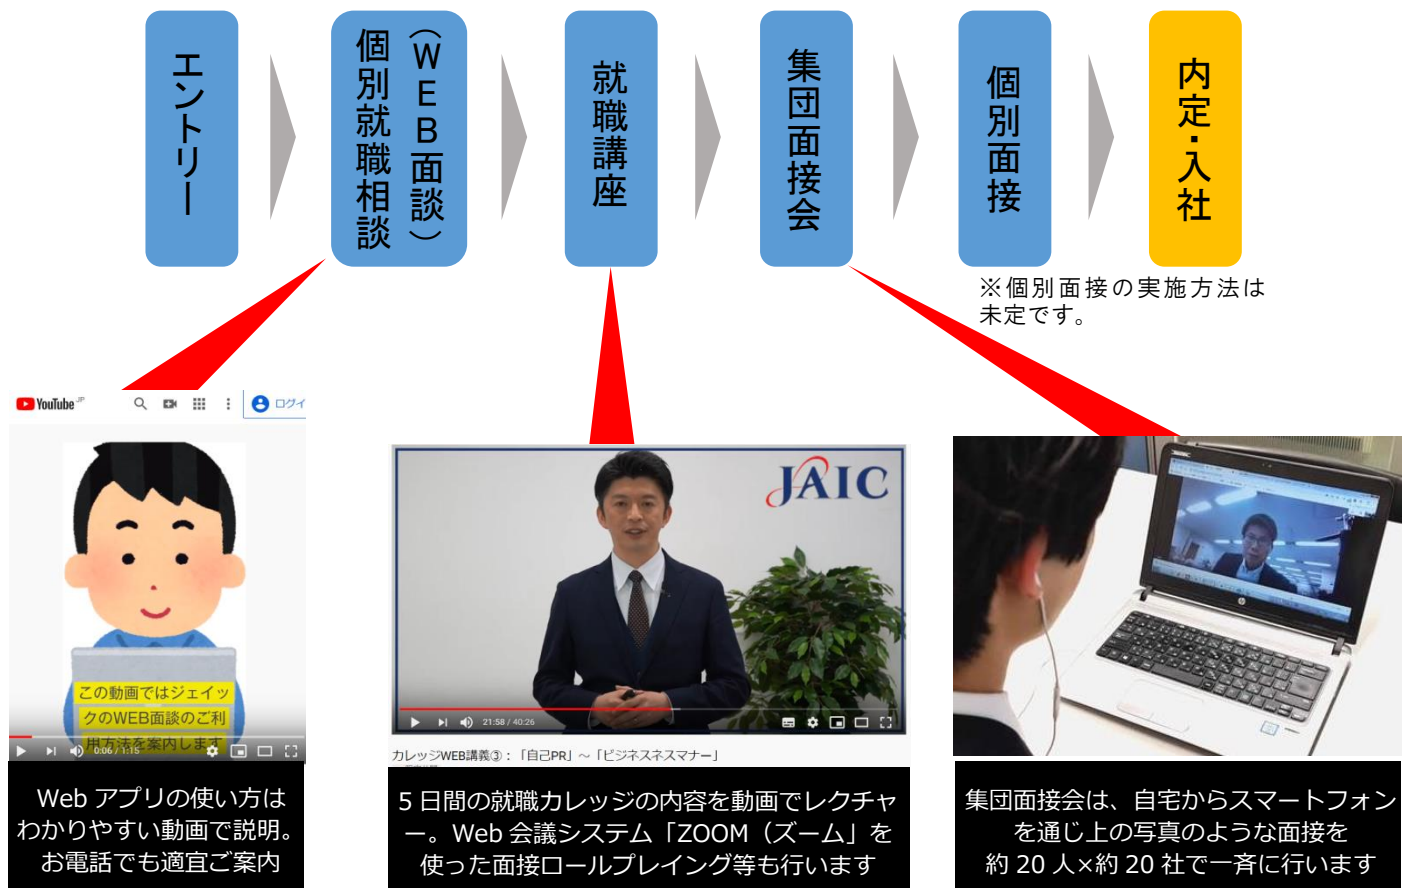 エントリー
個別就職相談
（WEB面談）
就職講座
集団面接会
個別面接
内定・入社
※個別面接の実施方法は
未定です。
YouTube JP
ログイ
この動画ではジェイッ
クのWEB面談のご利
用方法を案内します
0:06 / 1:15
JAIC
21:58 / 40:26
カレッジWEB講義③：「自己PR」～「ビジネスネスマナー」
hp
Web アプリの使い方は
わかりやすい動画で説明。
お電話でも適宜ご案内
5 日間の就職カレッジの内容を動画でレクチャ
ー。Web 会議システム「ZOOM（ズーム」を
使った面接ロールプレイング等も行います
集団面接会は、自宅からスマートフォン
を通じ上の写真のような面接を
約 20 人×約 20 社で一斉に行います